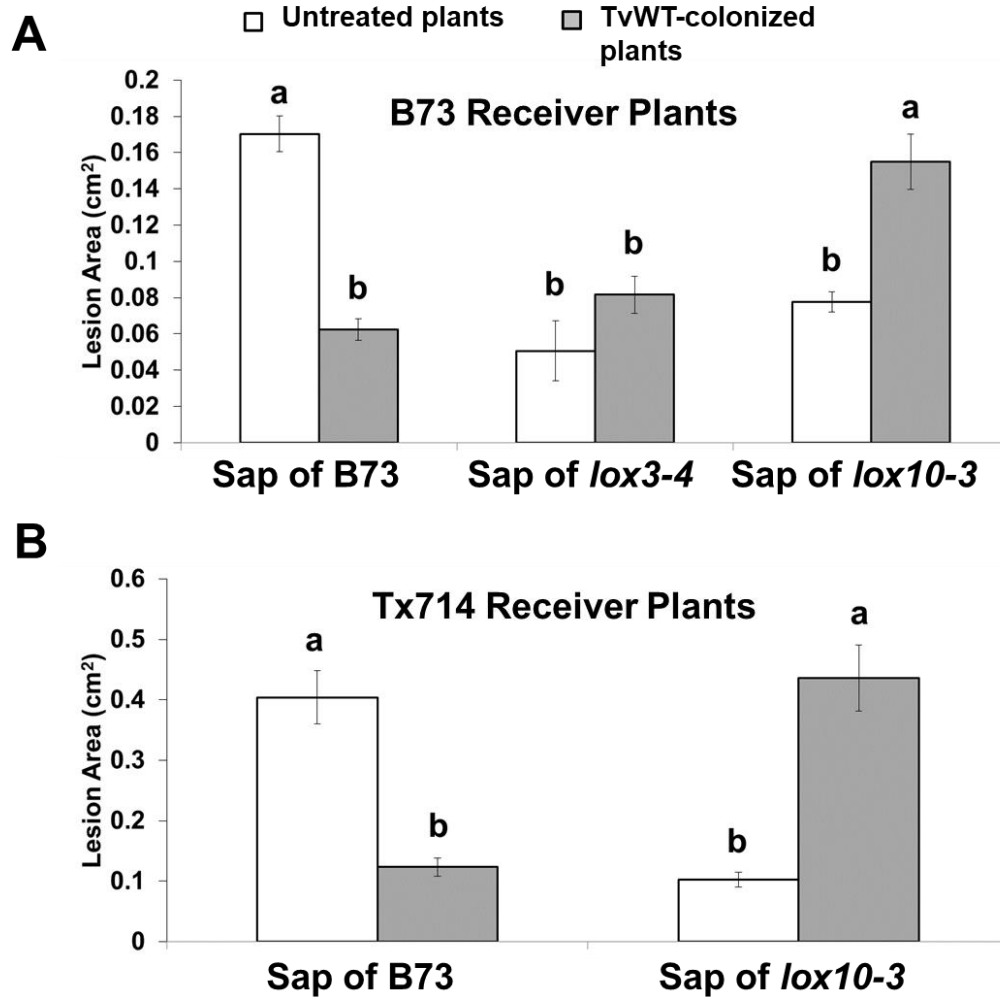 A
Untreated plants
TvWT-colonized
plants
B73 Receiver Plants
Lesion Area (cm²)
0.2
0.18
0.16
0.14
0.12
0.1
0.08
0.06
0.04
0.02
0
a
b
b
b
b
a
Sap of B73
Sap of lox3-4
Sap of lox10-3
B
Tx714 Receiver Plants
Lesion Area (cm²)
0.6
0.5
0.4
0.3
0.2
0.1
0
a
b
b
a
Sap of B73
Sap of lox10-3